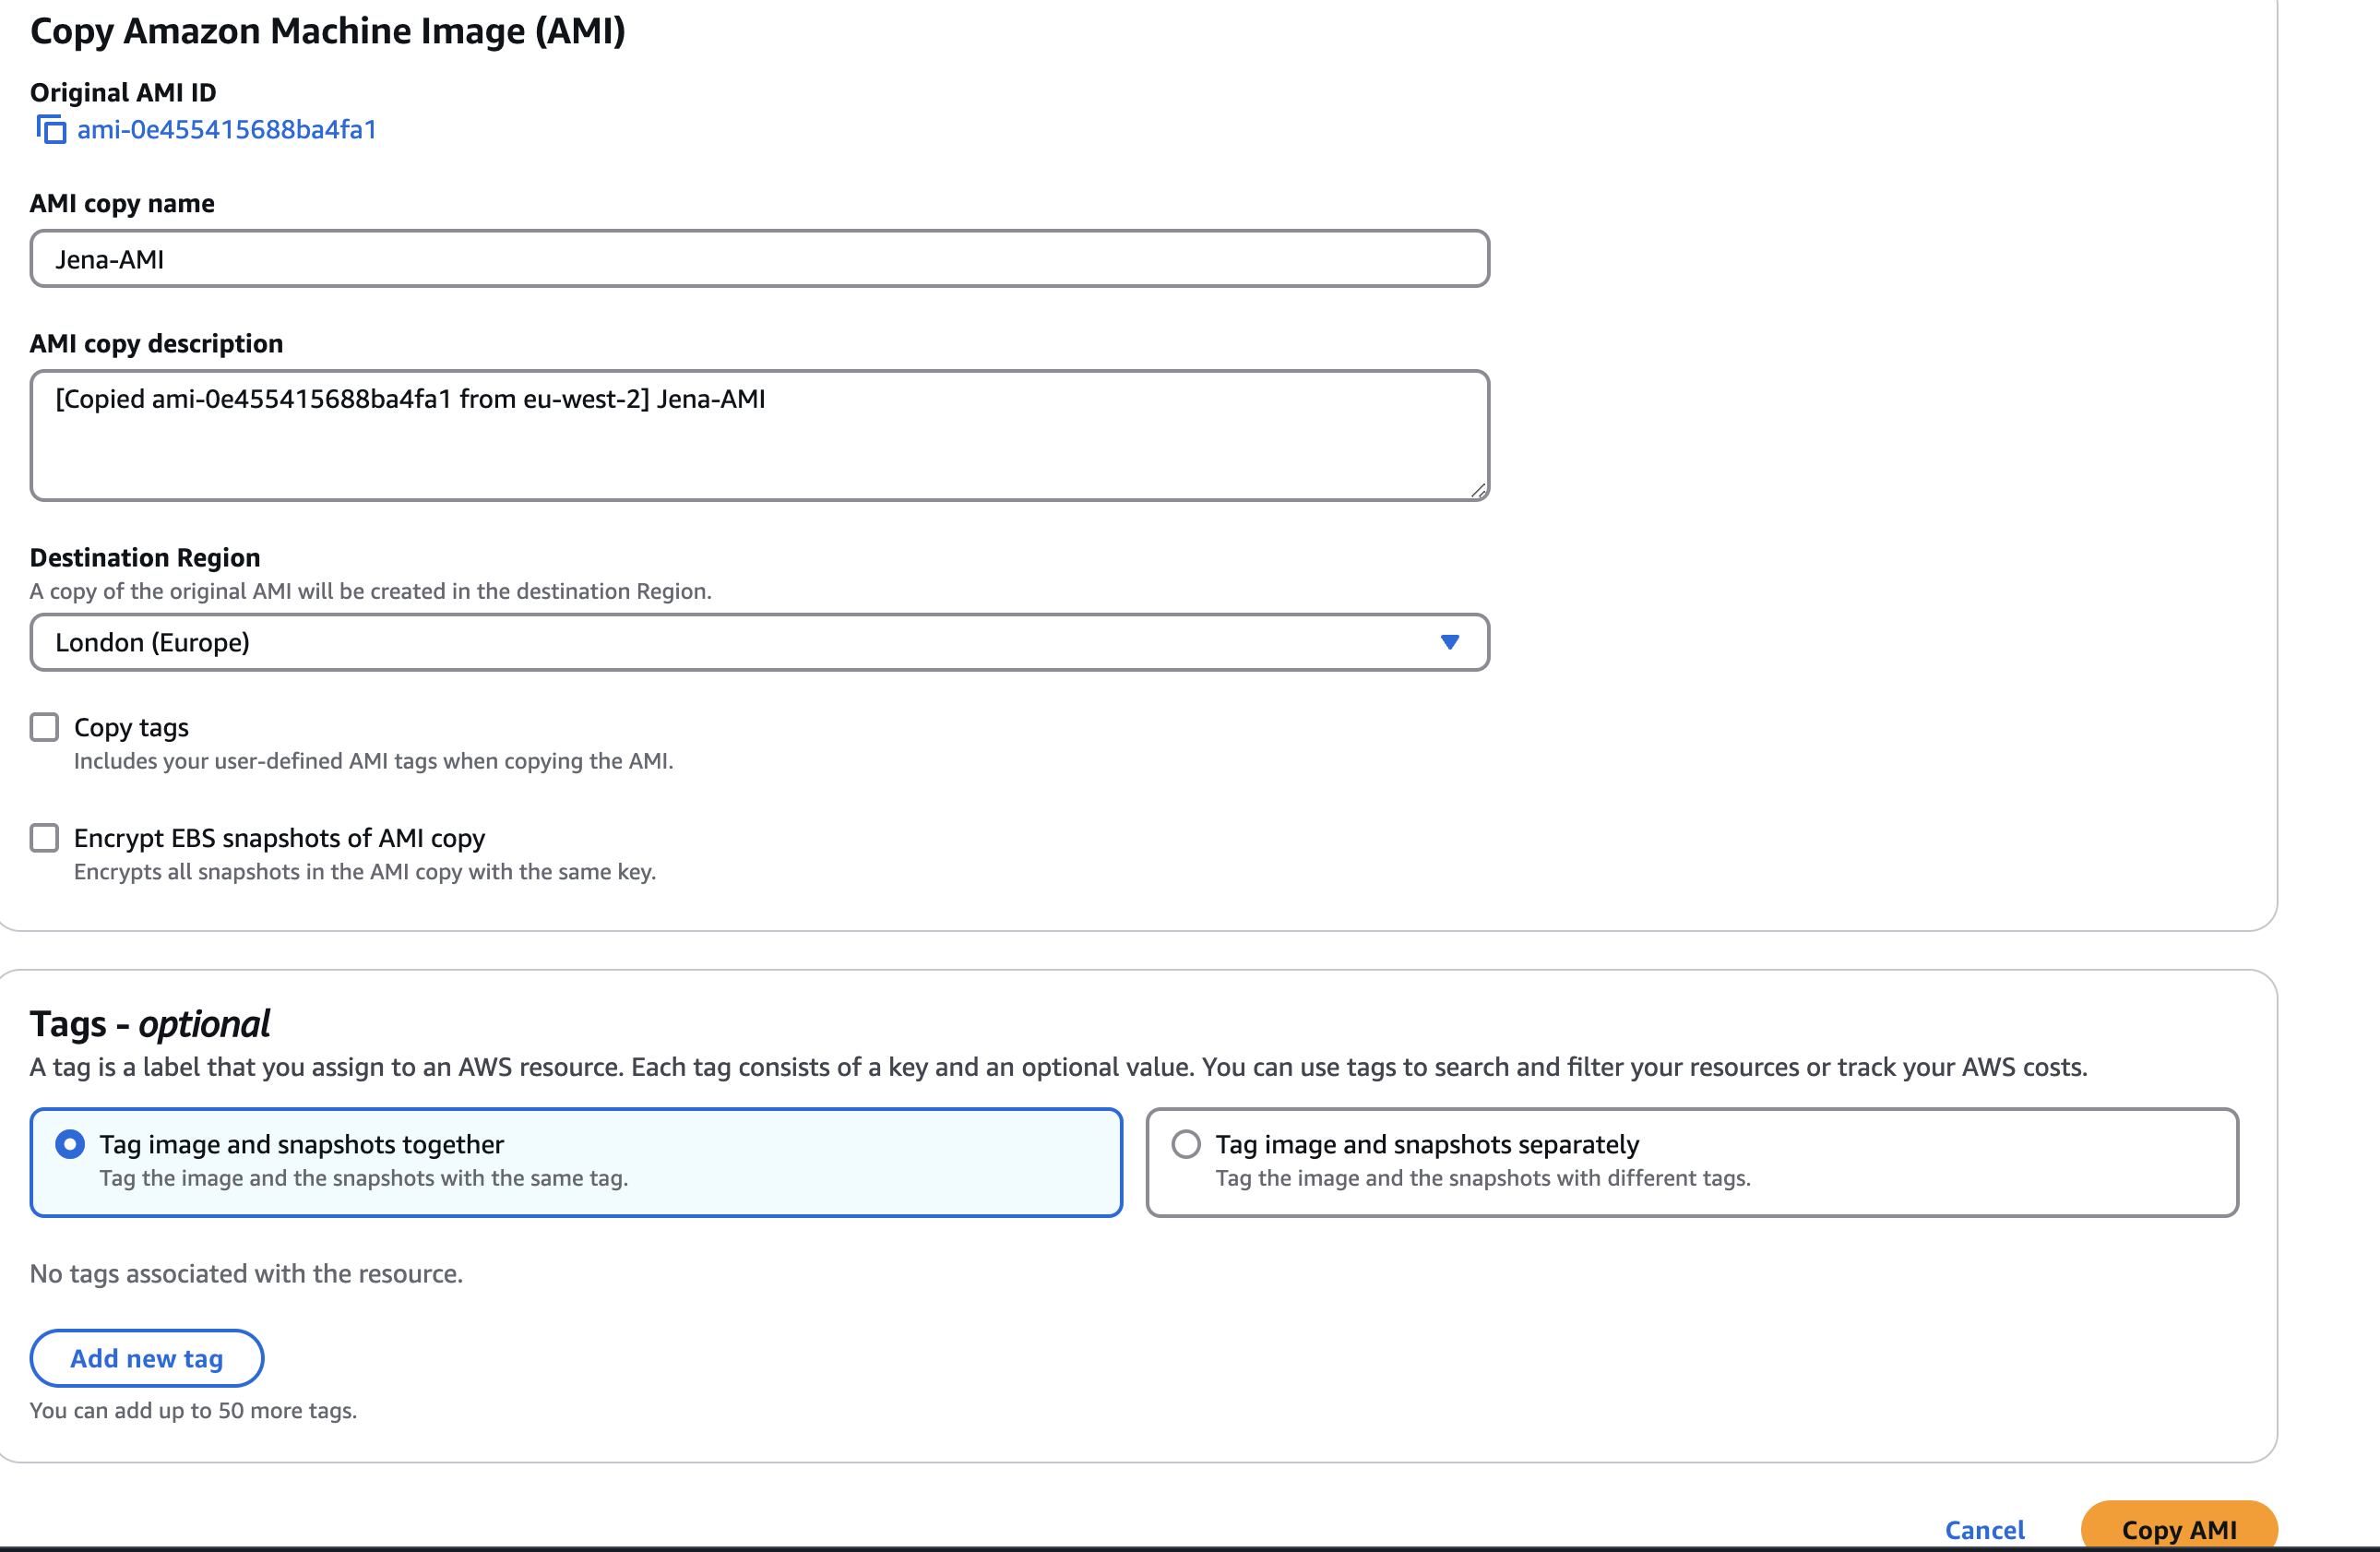 Copy Amazon Machine Image (AMI)
Original AMI ID
ami-0e455415688ba4fa1
AMI copy name
Jena-AMI
AMI copy description
[Copied ami-0e455415688ba4fa1 from eu-west-2] Jena-AMI
Destination Region
A copy of the original AMI will be created in the destination Region.
London (Europe)
Copy tags
Includes your user-defined AMI tags when copying the AMI.
Encrypt EBS snapshots of AMI copy
Encrypts all snapshots in the AMI copy with the same key.
Tags - optional
A tag is a label that you assign to an AWS resource. Each tag consists of a key and an optional value. You can use tags to search and filter your resources or track your AWS costs.
Tag image and snapshots together
Tag the image and the snapshots with the same tag.
Tag image and snapshots separately
Tag the image and the snapshots with different tags.
No tags associated with the resource.
Add new tag
You can add up to 50 more tags.
Cancel
Copy AMI